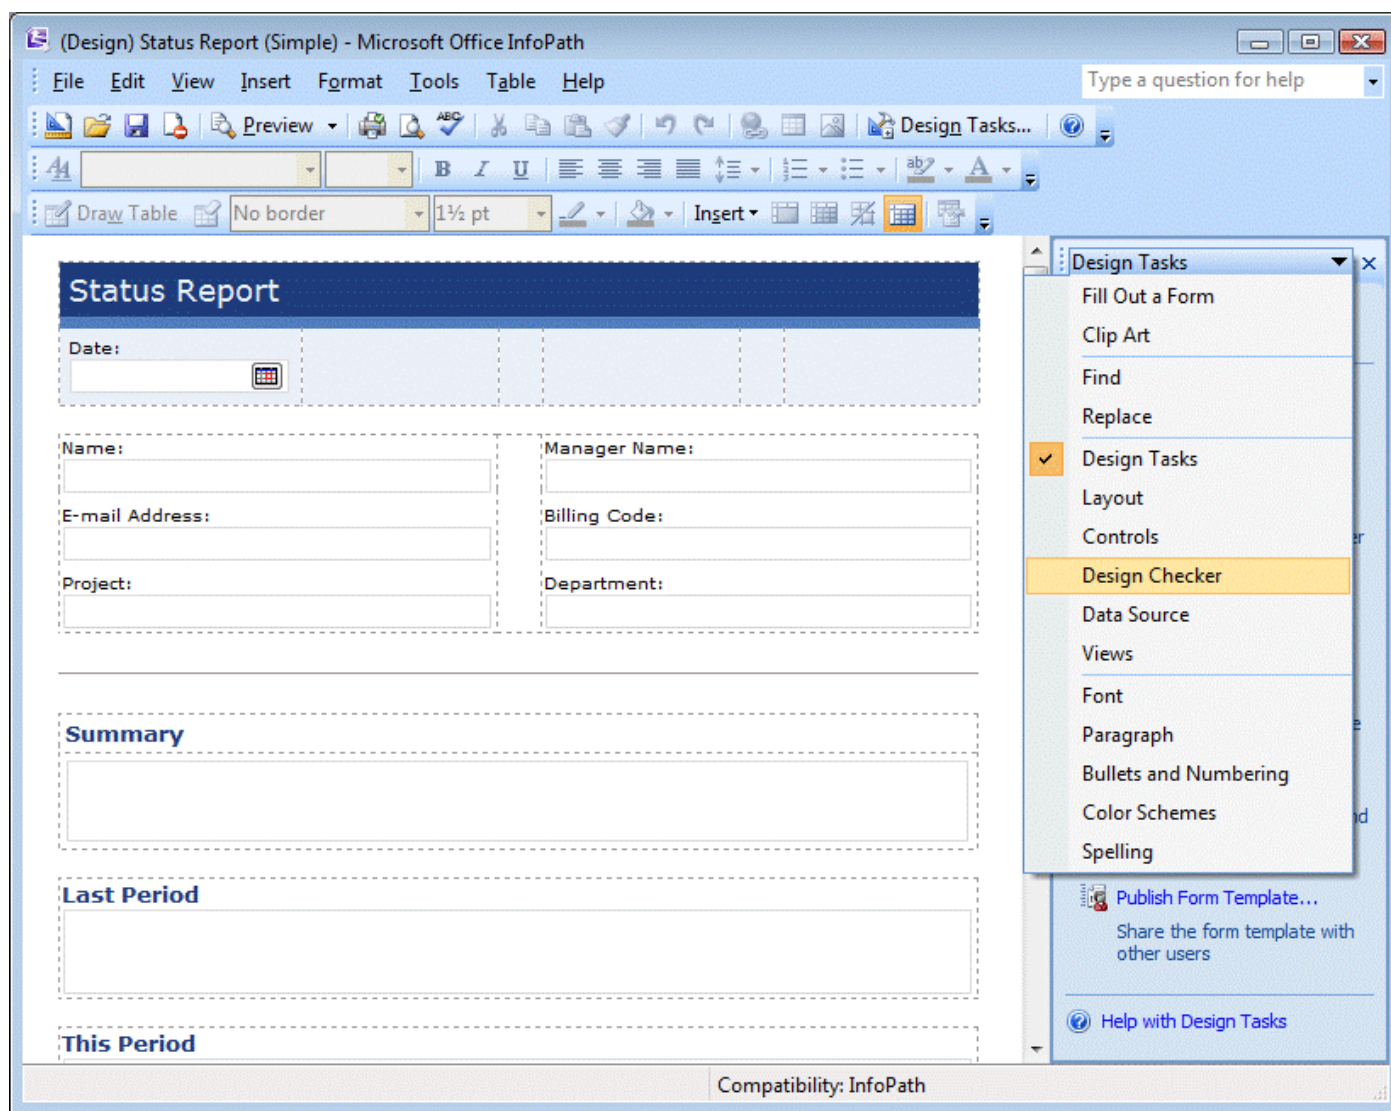 (Design) Status Report (Simple) - Microsoft Office InfoPath
File Edit View Insert Format Tools Table Help
Type a question for help
Preview ABC Design Tasks...
A4 B I U ab A
Draw Table No border 1½ pt Insert
Design Tasks
Fill Out a Form
Clip Art
Find
Replace
Design Tasks
Layout
Controls
Design Checker
Data Source
Views
Font
Paragraph
Bullets and Numbering
Color Schemes
Spelling
Publish Form Template...
Share the form template with
other users
Help with Design Tasks
Status Report
Date:
Name: Manager Name:
E-mail Address: Billing Code:
Project: Department:
Summary
Last Period
This Period
Compatibility: InfoPath